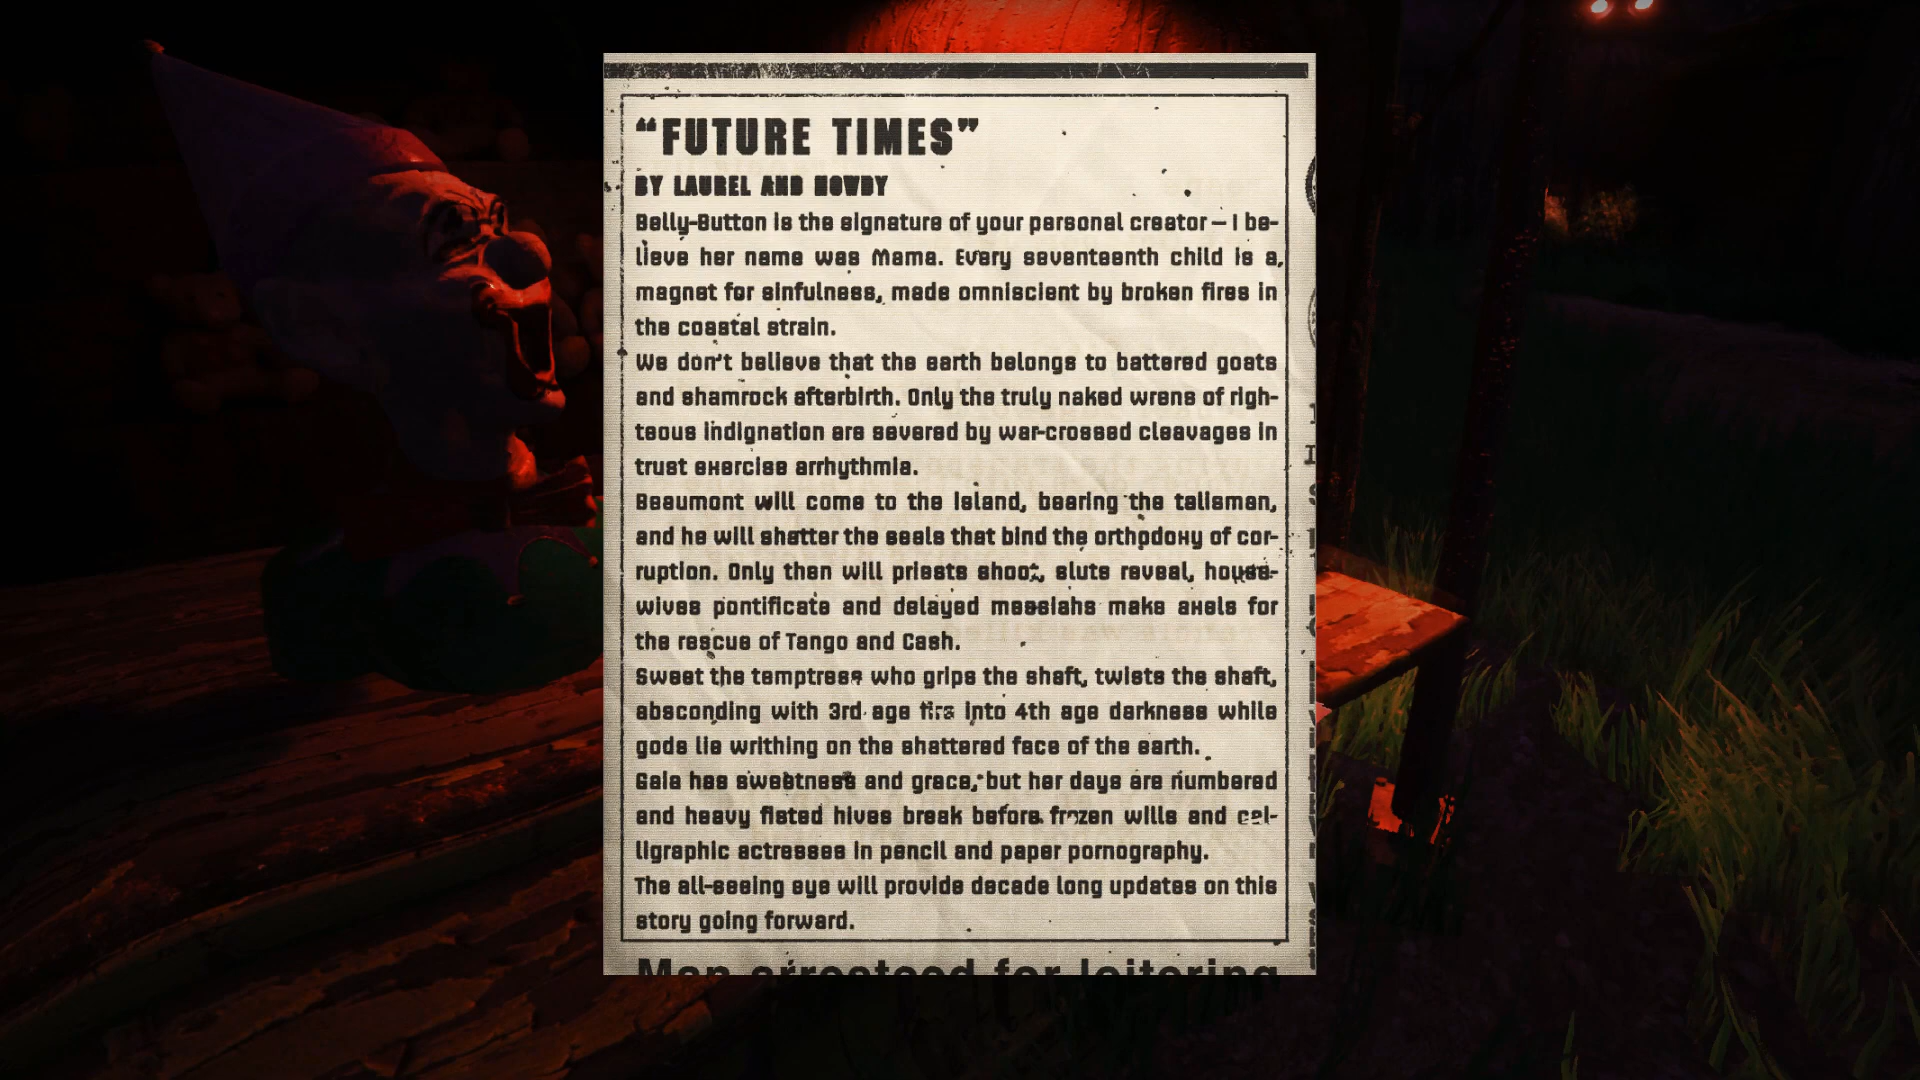 “FUTURE TIMES”
BY LAUREL AND HOWDY
Belly-Button is the signature of your personal creator – I be-
lieve her name was Mama. Every seventeenth child is a
magnet for sinfulness, made omniscient by broken fires in
the coastal strain.
We don't believe that the earth belongs to battered goats
and shamrock afterbirth. Only the truly naked wrens of righ-
teous indignation are severed by war-crossed cleavages in
trust exercise arrhythmia.
Beaumont will come to the island, bearing the talisman,
and he will shatter the seals that bind the orthodoxy of cor-
ruption. Only then will priests shoot, sluts reveal, house-
wives pontificate and delayed messiahs make axels for
the rescue of Tango and Cash.
Sweet the temptress who grips the shaft, twists the shaft,
absconding with 3rd age fire into 4th age darkness while
gods lie writhing on the shattered face of the earth.
Gaia has sweetness and grace, but her days are numbered
and heavy fisted hives break before frozen wills and cal-
ligraphic actresses in pencil and paper pornography.
The all-seeing eye will provide decade long updates on this
story going forward.
Man arrested for loitering